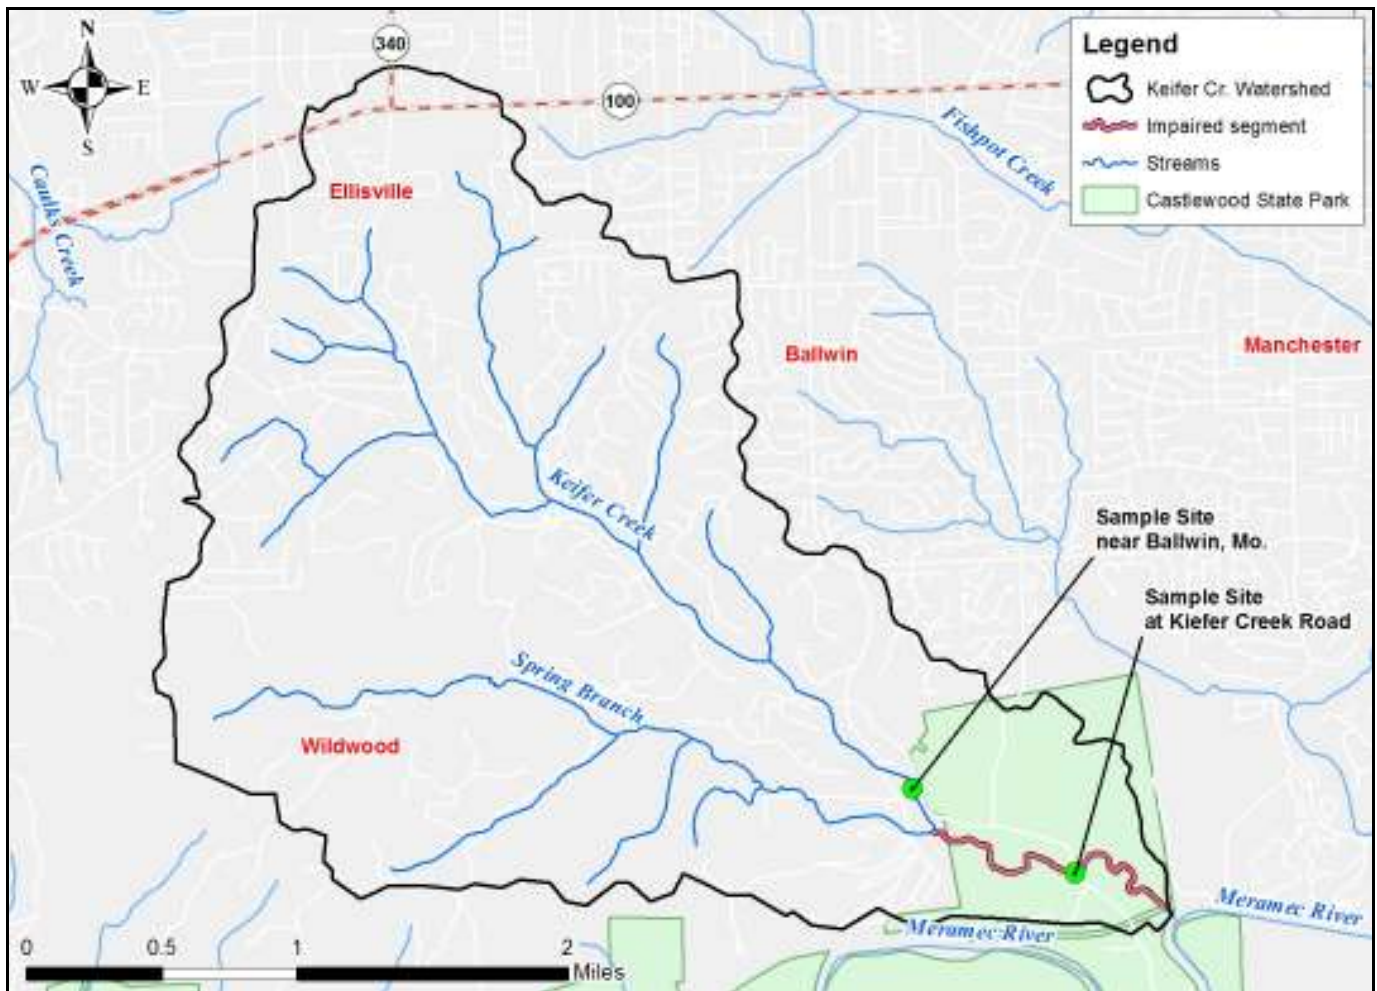 N
W
E
S
340
100
Legend
Keifer Cr. Watershed
Impaired segment
Streams
Castlewood State Park
Fishpot Creek
Caulks Creek
Ellisville
Ballwin
Manchester
Keifer Creek
Sample Site
near Ballwin, Mo.
Sample Site
at Kiefer Creek Road
Spring Branch
Wildwood
Meramec River
Meramec River
0
0.5
1
2
Miles